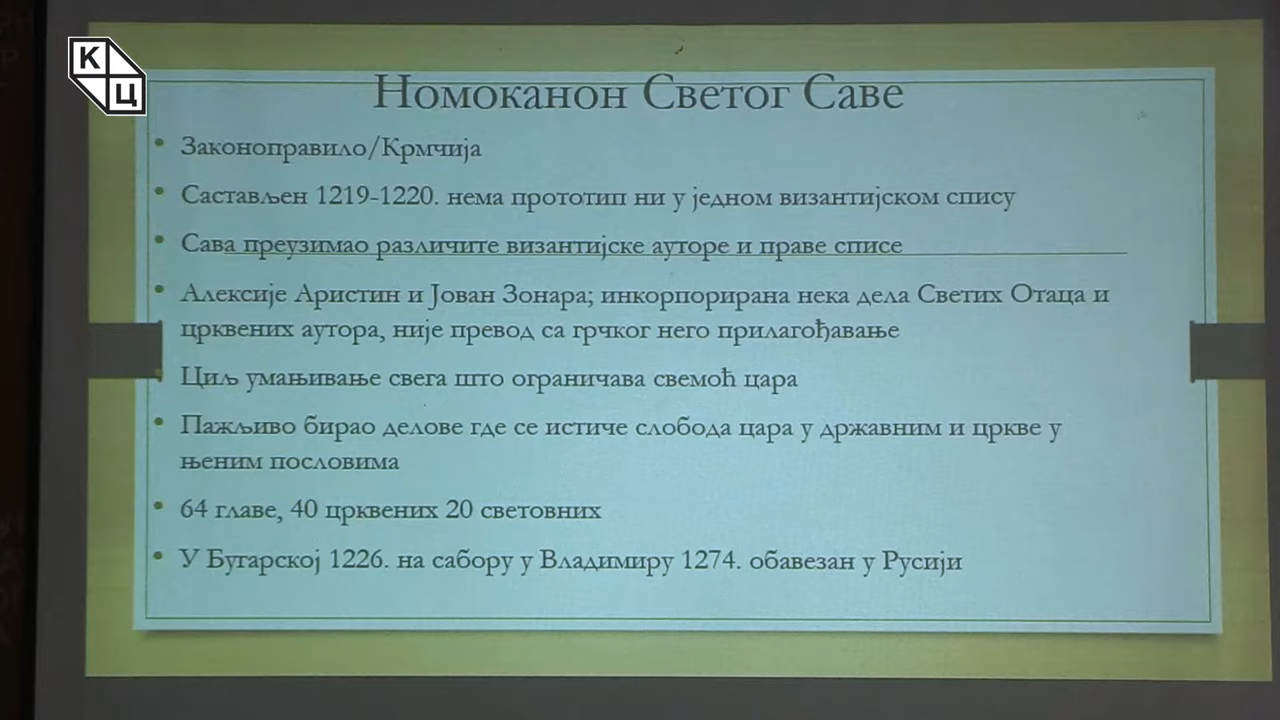 К
Ц
Номоканон Светог Саве
• Законоправило/Крмчија
• Састављен 1219-1220. нема прототип ни у једном византијском спису
• Сава преузимао различите византијске ауторе и праве списе
• Алексије Аристин и Јован Зонара; инкорпорирана нека дела Светих Отаца и
црквених аутора, није превод са грчког него прилагођавање
• Циљ умањивање свега што ограничава свемоћ цара
• Пажљиво бирао делове где се истиче слобода цара у државним и цркве у
њеним пословима
• 64 главе, 40 црквених 20 световних
• У Бугарској 1226. на сабору у Владимиру 1274. обавезан у Русији